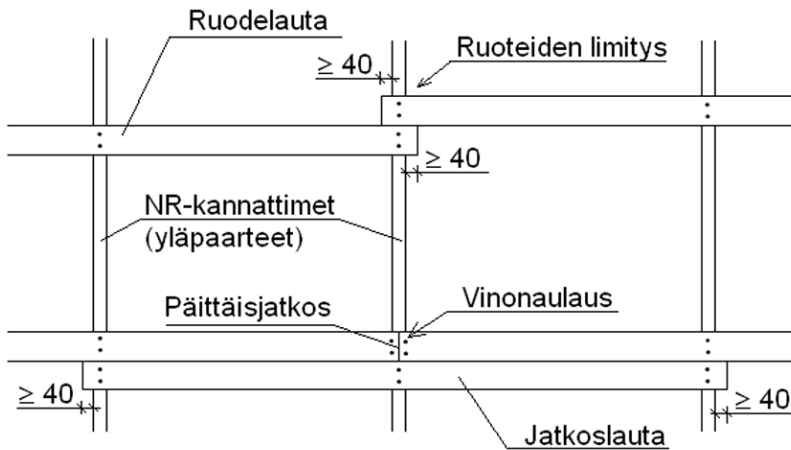 Ruodelauta
≥ 40
Ruoteiden limitys
≥ 40
NR-kannattimet
(yläpaarteet)
Päittäisjatkos
Vinonaulaus
≥ 40
≥ 40
Jatkoslauta